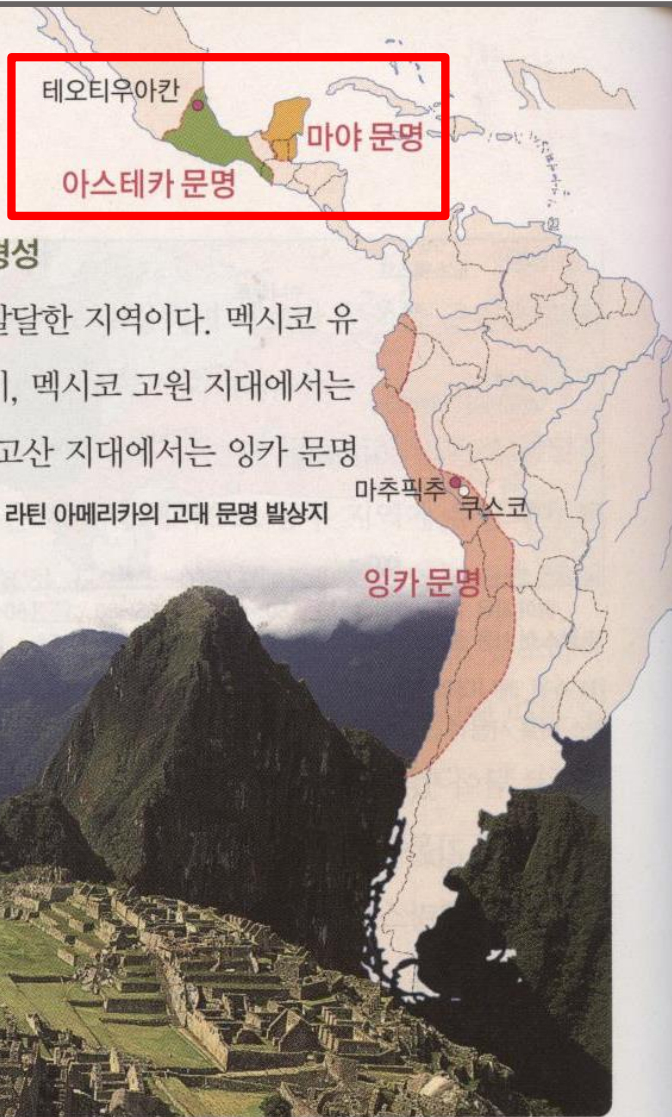 테오티우아칸
마야 문명
아스테카 문명
발달한 지역이다. 멕시코 유
멕시코 고원 지대에서는
고산 지대에서는 잉카 문명
라틴 아메리카의 고대 문명 발상지
마추픽추
쿠스코
잉카 문명